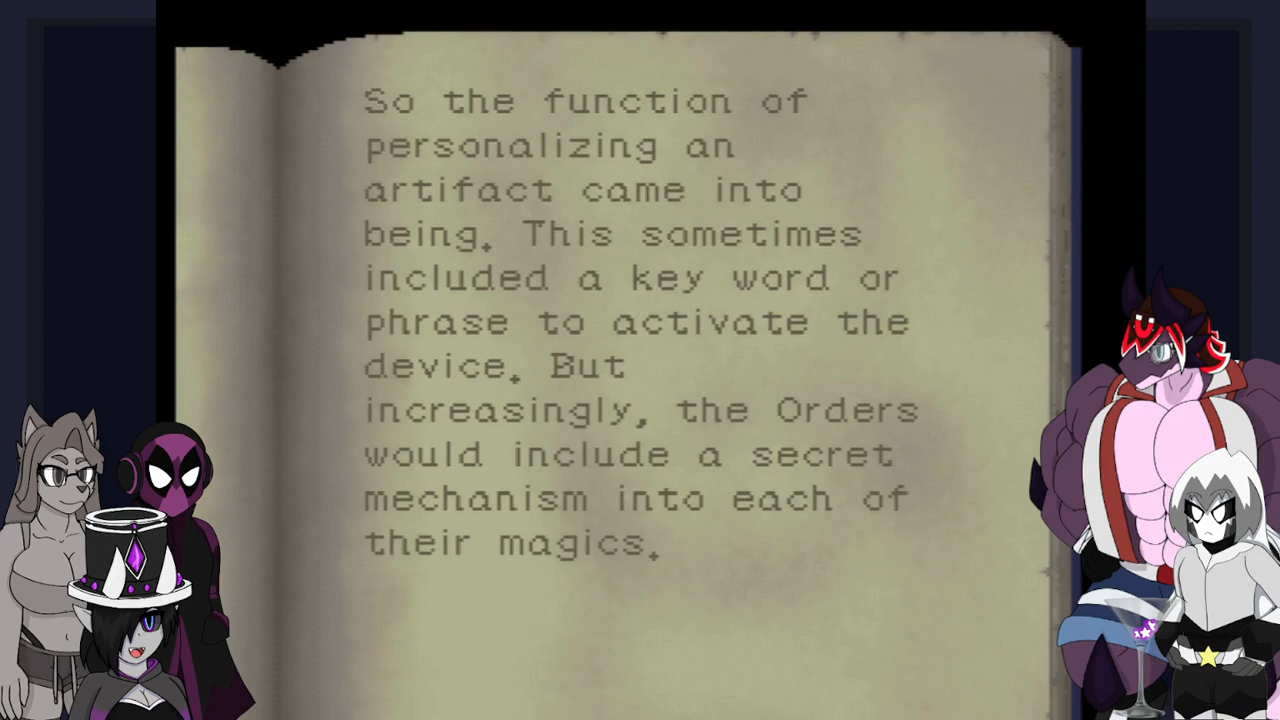 So the function of
personalizing an
artifact came into
being. This sometimes
included a key word or
phrase to activate the
device. But
increasingly, the Orders
would include a secret
mechanism into each of
their magics.